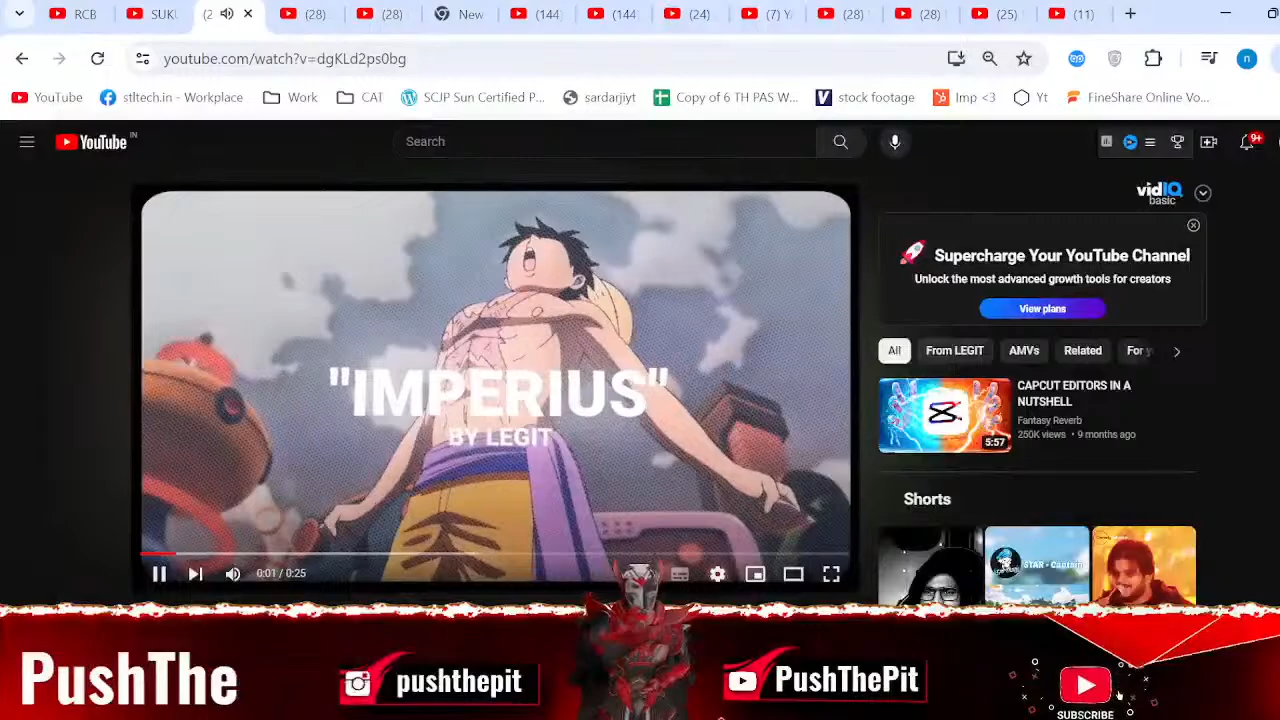 RCB
SUKU
(2
(28)
(28)
New
(144)
(144
(24)
(7) Y
(28)
(28)
(25)
(11)
youtube.com/watch?v=dgKLd2ps0bg
n
YouTube
stltech.in - Workplace
Work
CAT
SCJP Sun Certified P...
sardarjiyt
Copy of 6 TH PAS W...
stock footage
Imp <3
Yt
FineShare Online Vo...
YouTube IN
Search
9+
vidIQ
basic
Supercharge Your YouTube Channel
Unlock the most advanced growth tools for creators
View plans
All
From LEGIT
AMVs
Related
For y
CAPCUT EDITORS IN A
NUTSHELL
Fantasy Reverb
250K views • 9 months ago
5:57
"IMPERIUS"
BY LEGIT
Shorts
0:01 / 0:25
PushThe
pushthepit
PushThePit
SUBSCRIBE